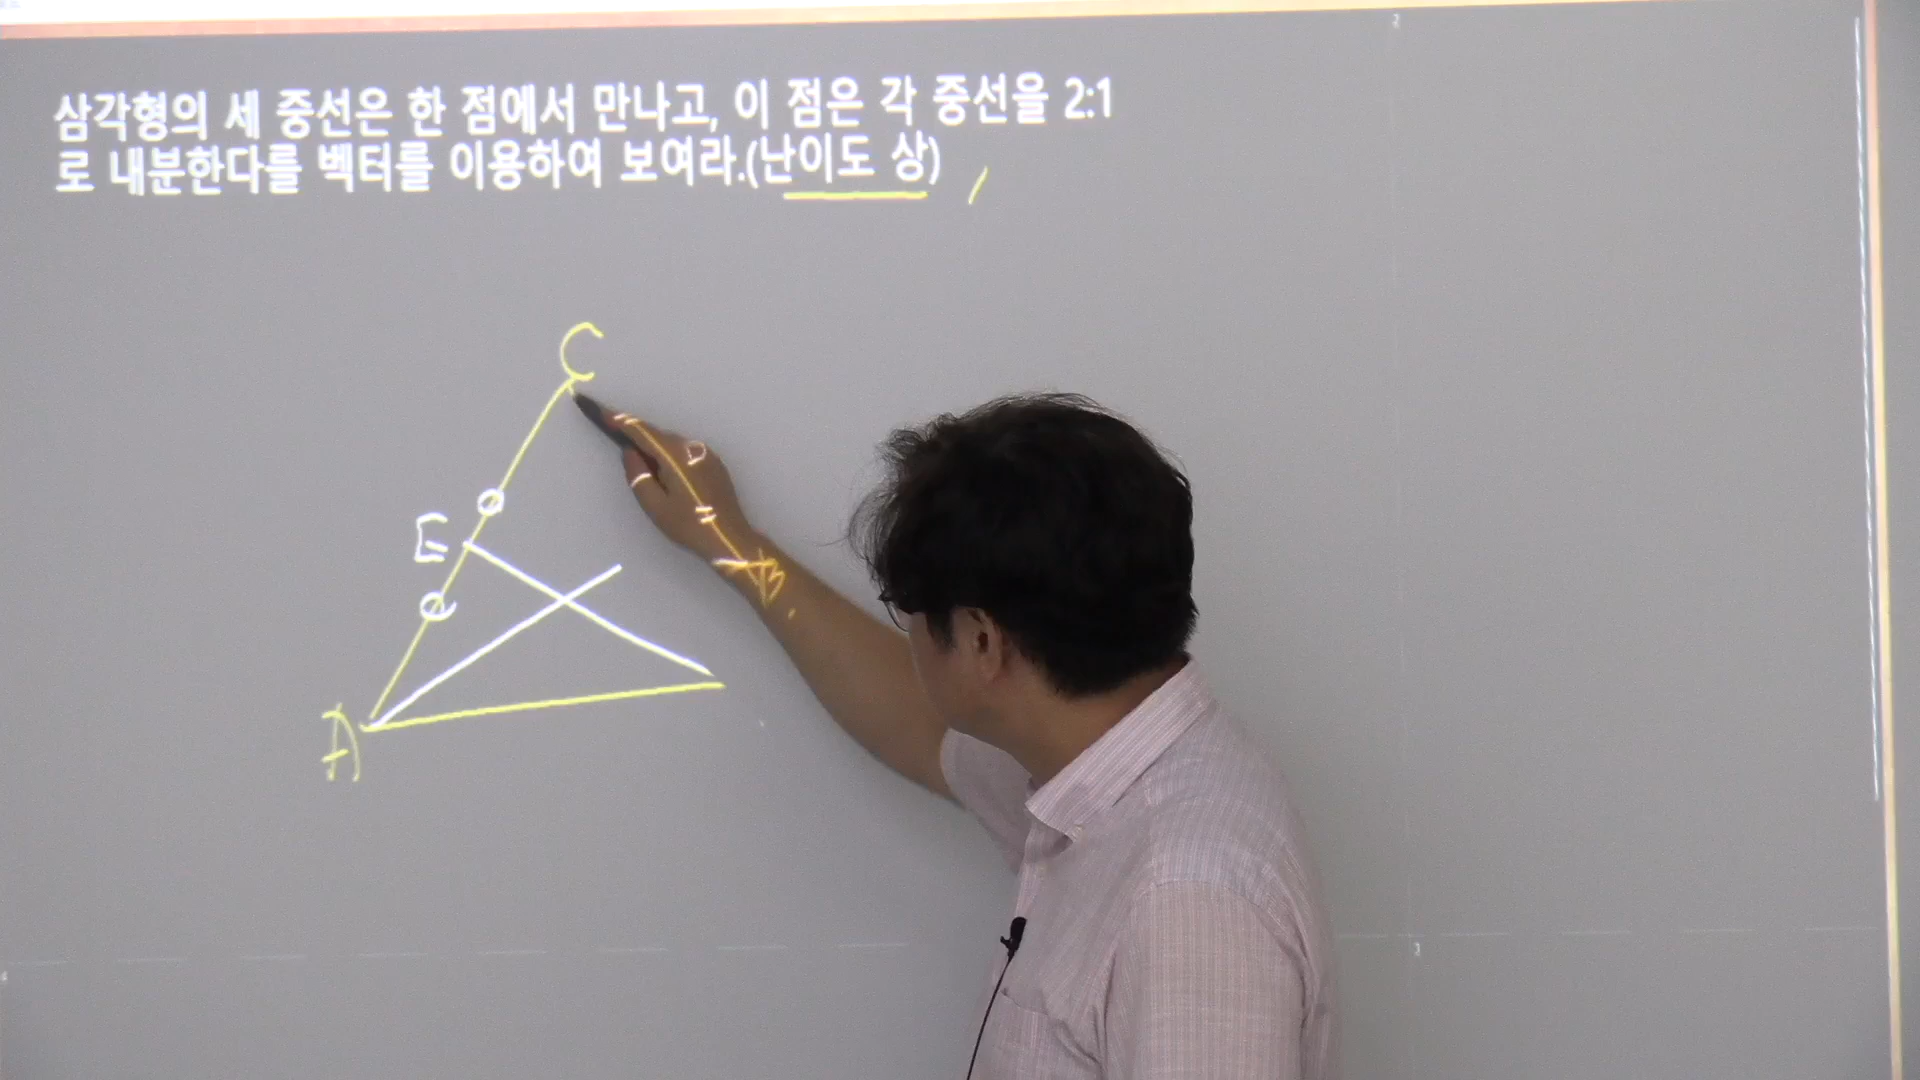 삼각형의 세 중선은 한 점에서 만나고, 이 점은 각 중선을 2:1
로 내분한다를 벡터를 이용하여 보여라.(난이도 상)
C
D
E
B
A